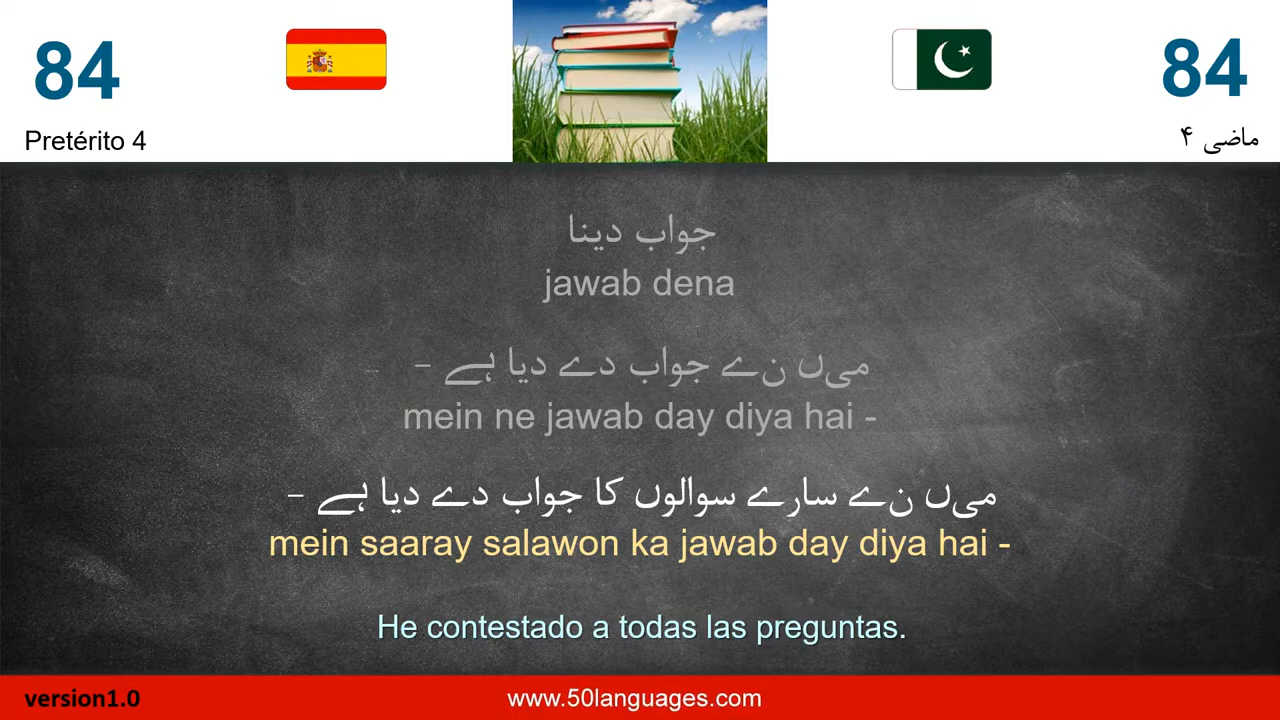 84
84
Pretérito 4
ماضی ۴
جواب دینا
jawab dena
میں نے جواب دے دیا ہے –
mein ne jawab day diya hai -
میں نے سارے سوالوں کا جواب دے دیا ہے –
mein saaray salawon ka jawab day diya hai -
He contestado a todas las preguntas.
version1.0
www.50languages.com